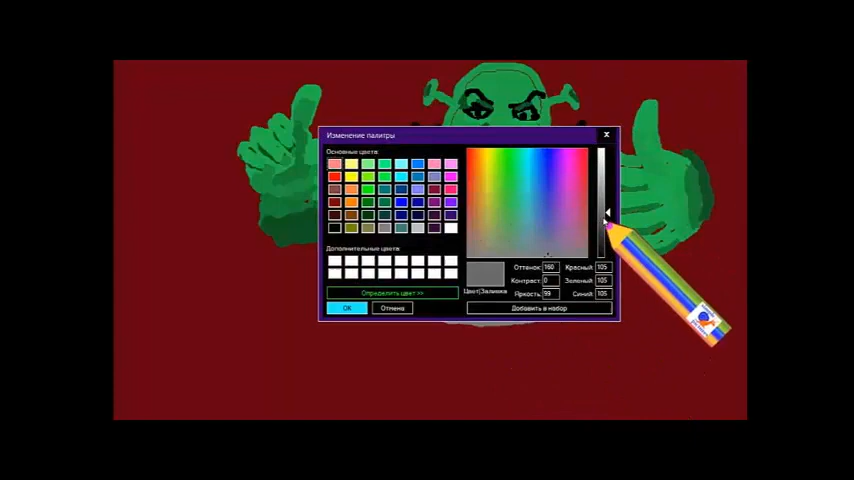 Изменение палитры
x
Основные цвета:
Дополнительные цвета:
Определить цвет >>
OK
Отмена
Цвет|Заливка
Оттенок: 160
Контраст: 0
Яркость: 99
Красный: 105
Зеленый: 105
Синий: 105
Добавить в набор